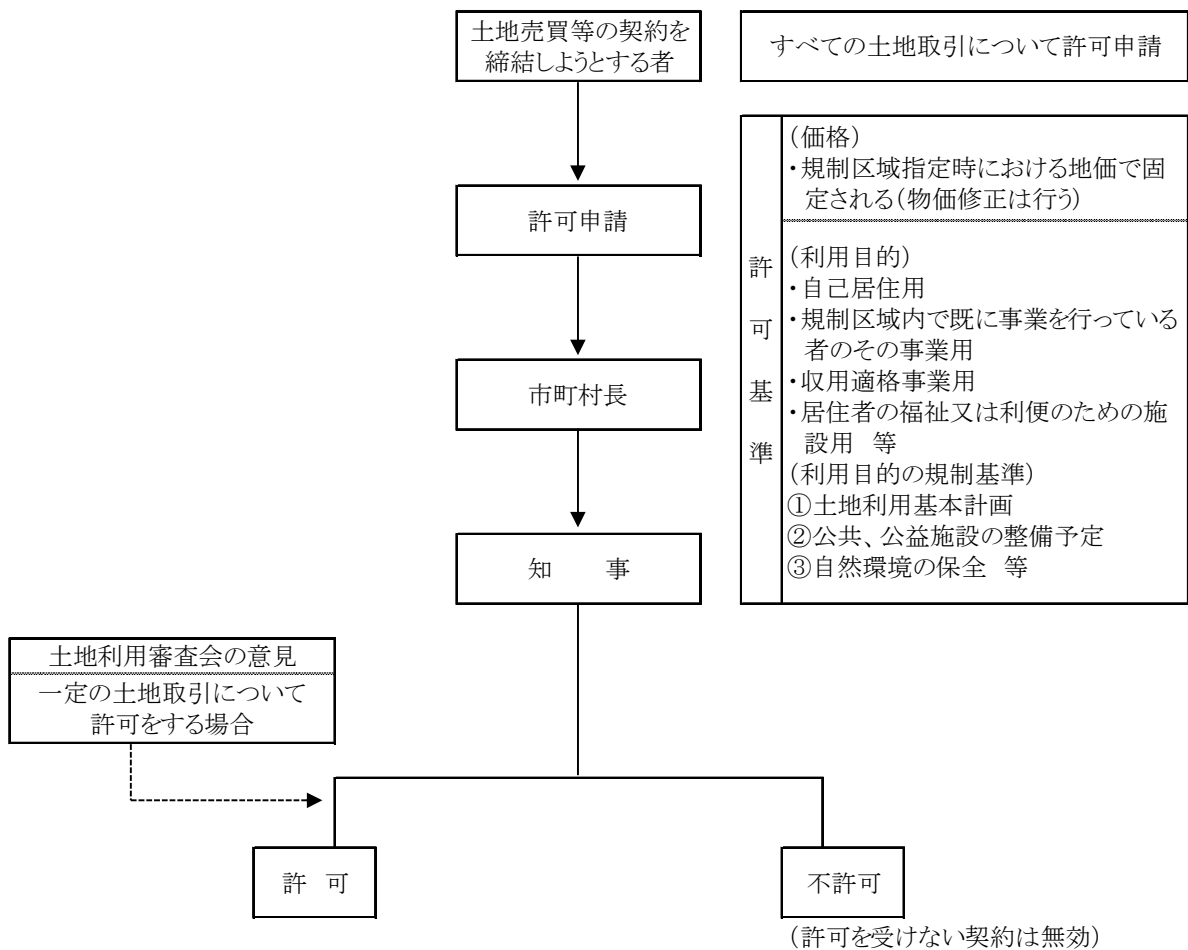 土地売買等の契約を
締結しようとする者
すべての土地取引について許可申請
許可申請
市町村長
知　　事
許可基準
(価格)
・規制区域指定時における地価で固
定される(物価修正は行う)
(利用目的)
・自己居住用
・規制区域内で既に事業を行っている
者のその事業用
・収用適格事業用
・居住者の福祉又は利便のための施
設用　等
(利用目的の規制基準)
①土地利用基本計画
②公共、公益施設の整備予定
③自然環境の保全　等
土地利用審査会の意見
一定の土地取引について
許可をする場合
許　可
不許可
(許可を受けない契約は無効)